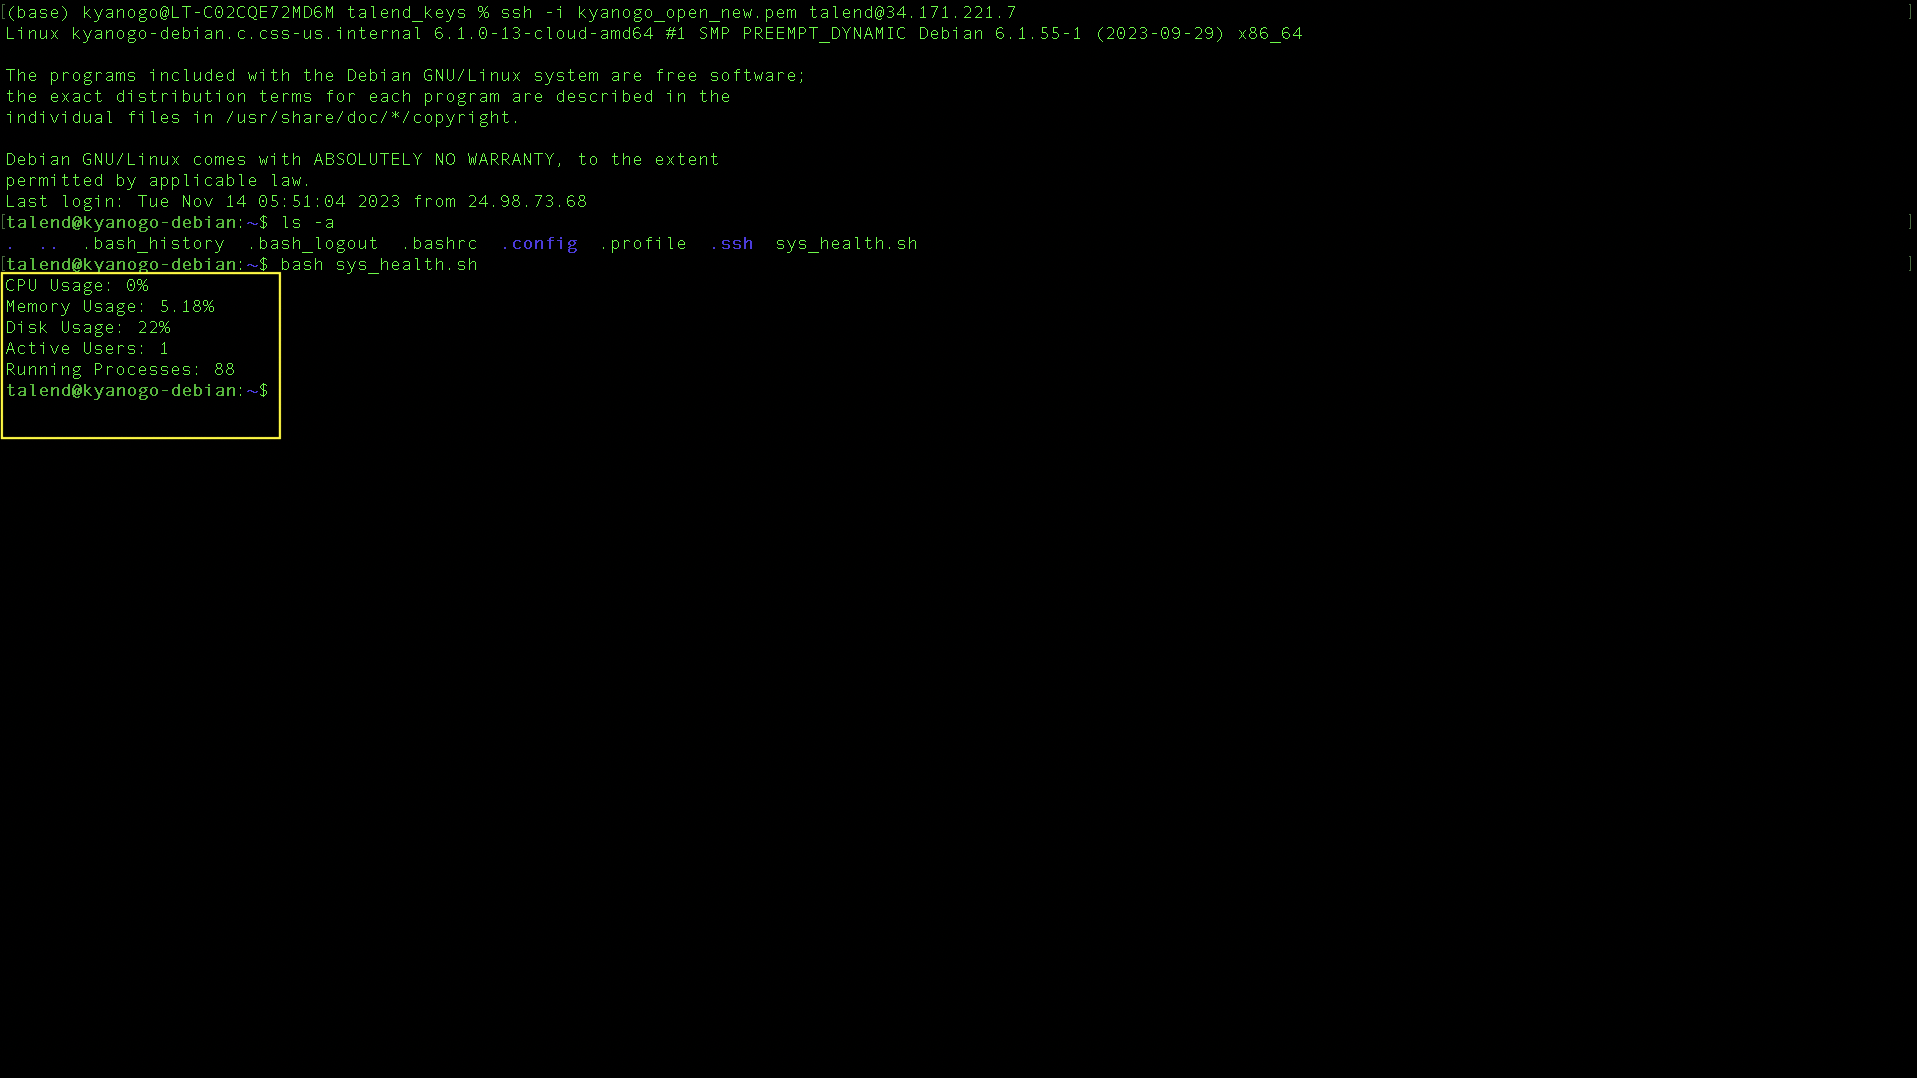 (base) kyanogo@LT-C02CQE72MD6M talend_keys % ssh -i kyanogo_open_new.pem talend@34.171.221.7
Linux kyanogo-debian.c.css-us.internal 6.1.0-13-cloud-amd64 #1 SMP PREEMPT_DYNAMIC Debian 6.1.55-1 (2023-09-29) x86_64
The programs included with the Debian GNU/Linux system are free software;
the exact distribution terms for each program are described in the
individual files in /usr/share/doc/*/copyright.
Debian GNU/Linux comes with ABSOLUTELY NO WARRANTY, to the extent
permitted by applicable law.
Last login: Tue Nov 14 05:51:04 2023 from 24.98.73.68
talend@kyanogo-debian:~$ ls -a
.  ..  .bash_history  .bash_logout  .bashrc  .config  .profile  .ssh  sys_health.sh
talend@kyanogo-debian:~$ bash sys_health.sh
CPU Usage: 0%
Memory Usage: 5.18%
Disk Usage: 22%
Active Users: 1
Running Processes: 88
talend@kyanogo-debian:~$